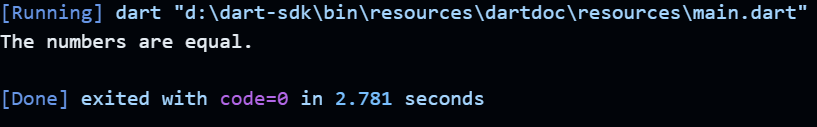 [Running] dart "d:\dart-sdk\bin\resources\dartdoc\resources\main.dart"
The numbers are equal.
[Done] exited with code=0 in 2.781 seconds